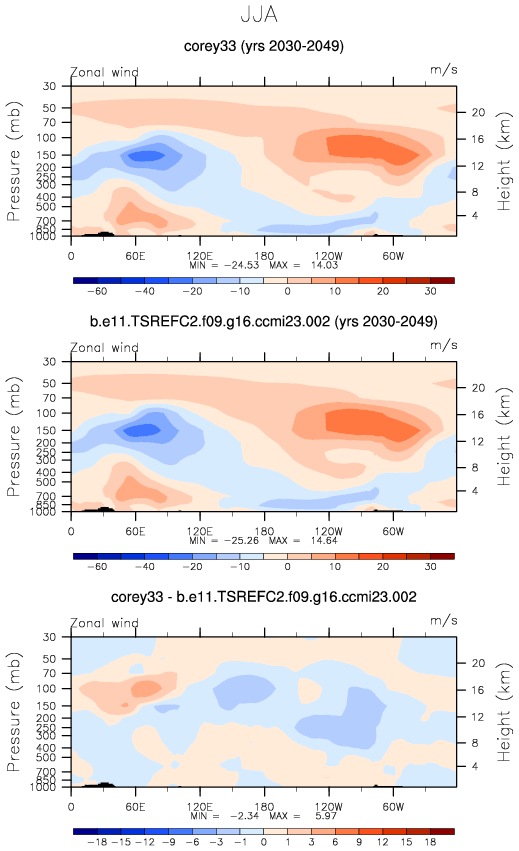 JJA
corey33 (yrs 2030-2049)
Zonal wind m/s
Pressure (mb)
30
50
70
100
150
200
250
300
400
500
700
850
1000
20
16
12
8
4
Height (km)
0 60E 120E 180 120W 60W
MIN = -24.53 MAX = 14.03
-60 -40 -20 -10 0 5 10 20 30
b.e11.TSREFC2.f09.g16.ccmi23.002 (yrs 2030-2049)
Zonal wind m/s
Pressure (mb)
30
50
70
100
150
200
250
300
400
500
700
850
1000
20
16
12
8
4
Height (km)
0 60E 120E 180 120W 60W
MIN = -25.26 MAX = 14.64
-60 -40 -20 -10 0 5 10 20 30
corey33 - b.e11.TSREFC2.f09.g16.ccmi23.002
Zonal wind m/s
Pressure (mb)
30
50
70
100
150
200
250
300
400
500
700
850
1000
20
16
12
8
4
Height (km)
0 60E 120E 180 120W 60W
MIN = -2.34 MAX = 5.97
-18 -15 -12 -9 -6 -3 -1 0 1 3 6 9 12 15 18